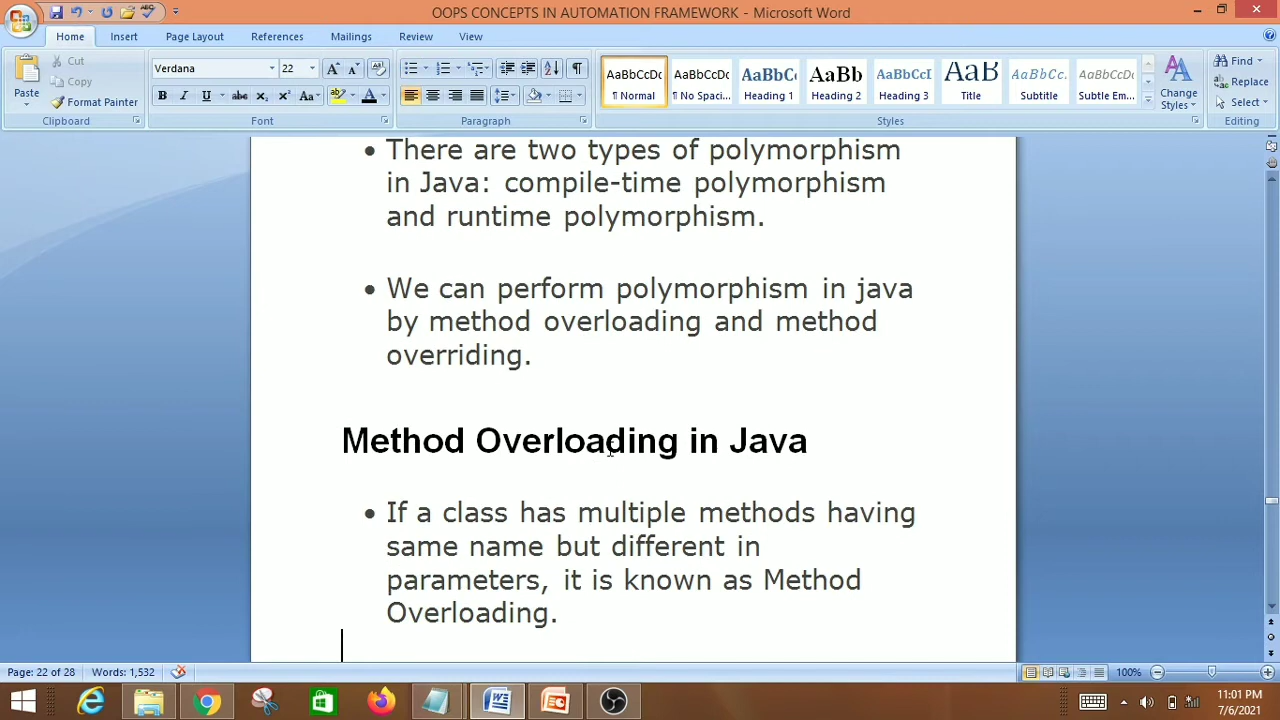 OOPS CONCEPTS IN AUTOMATION FRAMEWORK - Microsoft Word
Home Insert Page Layout References Mailings Review View
Paste
Cut
Copy
Format Painter
Clipboard
Verdana 22
Font
Paragraph
AaBbCcDc AaBbCcDc AaBbC AaBb AaBbCcI AaB AaBbCc. AaBbCcDc
¶ Normal ¶ No Spaci... Heading 1 Heading 2 Heading 3 Title Subtitle Subtle Em...
Change
Styles
Styles
Find
Replace
Select
Editing
• There are two types of polymorphism
in Java: compile-time polymorphism
and runtime polymorphism.
• We can perform polymorphism in java
by method overloading and method
overriding.
Method Overloading in Java
• If a class has multiple methods having
same name but different in
parameters, it is known as Method
Overloading.
Page: 22 of 28 Words: 1,532 100%
11:01 PM
7/6/2021